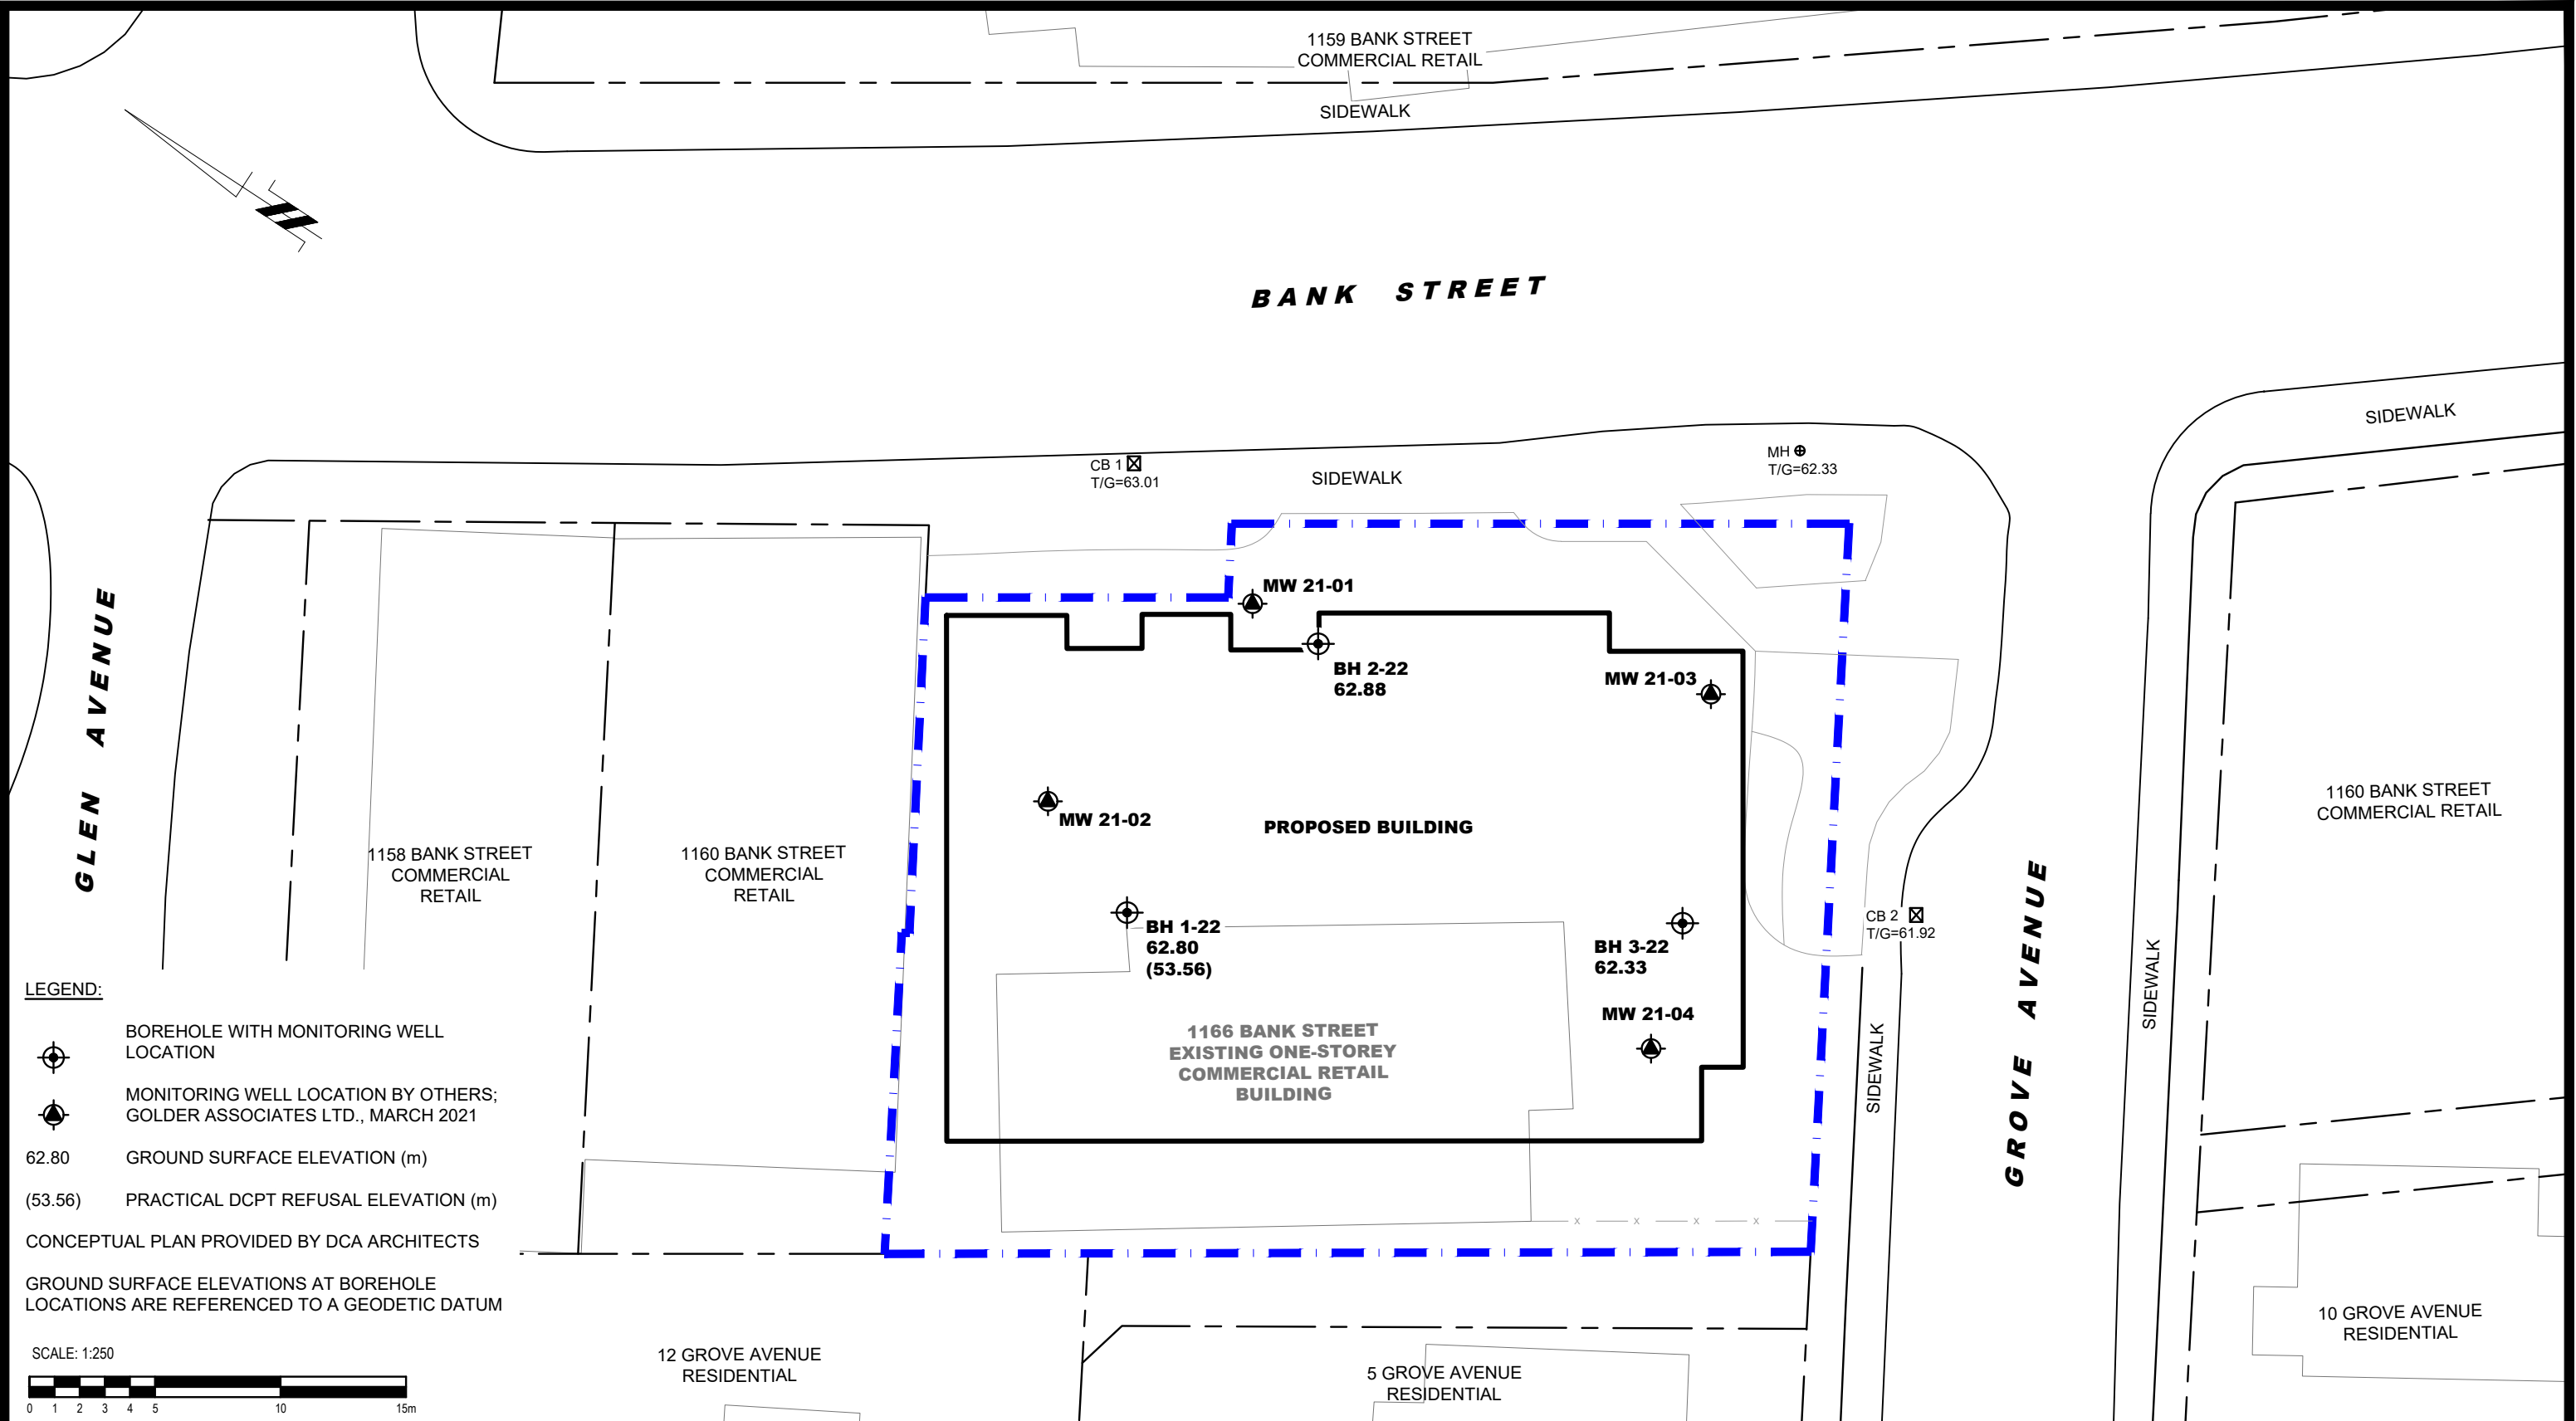 1159 BANK STREET
COMMERCIAL RETAIL
SIDEWALK
BANK STREET
SIDEWALK
CB 1
T/G=63.01
SIDEWALK
MH
T/G=62.33
GLEN AVENUE
MW 21-01
BH 2-22
62.88
MW 21-03
MW 21-02
PROPOSED BUILDING
1158 BANK STREET
COMMERCIAL
RETAIL
1160 BANK STREET
COMMERCIAL
RETAIL
1160 BANK STREET
COMMERCIAL RETAIL
BH 1-22
62.80
(53.56)
BH 3-22
62.33
CB 2
T/G=61.92
MW 21-04
1166 BANK STREET
EXISTING ONE-STOREY
COMMERCIAL RETAIL
BUILDING
SIDEWALK
GROVE AVENUE
SIDEWALK
x x x x
LEGEND:
BOREHOLE WITH MONITORING WELL
LOCATION
MONITORING WELL LOCATION BY OTHERS;
GOLDER ASSOCIATES LTD., MARCH 2021
62.80 GROUND SURFACE ELEVATION (m)
(53.56) PRACTICAL DCPT REFUSAL ELEVATION (m)
CONCEPTUAL PLAN PROVIDED BY DCA ARCHITECTS
GROUND SURFACE ELEVATIONS AT BOREHOLE
LOCATIONS ARE REFERENCED TO A GEODETIC DATUM
SCALE: 1:250
0 1 2 3 4 5 10 15m
12 GROVE AVENUE
RESIDENTIAL
5 GROVE AVENUE
RESIDENTIAL
10 GROVE AVENUE
RESIDENTIAL